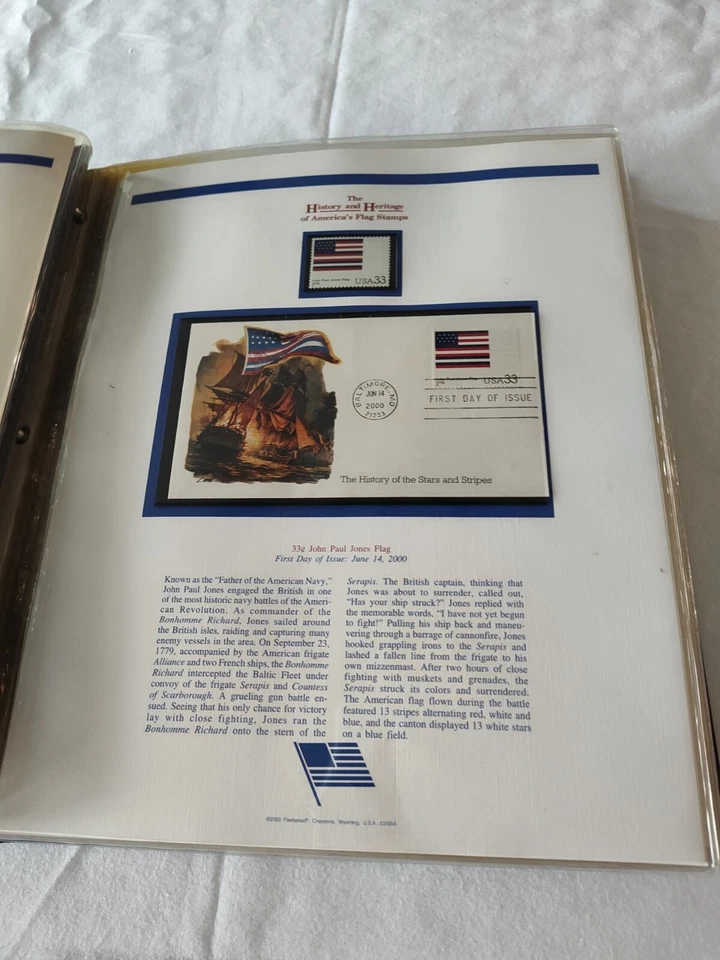 The
History and Heritage
of America's Flag Stamps
USA33
BALTIMORE, MD
JUN 14
2000
21233
USA33
FIRST DAY OF ISSUE
The History of the Stars and Stripes
33¢ John Paul Jones Flag
First Day of Issue: June 14, 2000
Known as the "Father of the American Navy,"
John Paul Jones engaged the British in one
of the most historic navy battles of the Ameri-
can Revolution. As commander of the
Bonhomme Richard, Jones sailed around
the British isles, raiding and capturing many
enemy vessels in the area. On September 23,
1779, accompanied by the American frigate
Alliance and two French ships, the Bonhomme
Richard intercepted the Baltic Fleet under
convoy of the frigate Serapis and Countess
of Scarborough. A grueling gun battle en-
sued. Seeing that his only chance for victory
lay with close fighting, Jones ran the
Bonhomme Richard onto the stern of the
Serapis. The British captain, thinking that
Jones was about to surrender, called out,
"Has your ship struck?" Jones replied with
the memorable words, "I have not yet begun
to fight!" Pulling his ship back and maneu-
vering through a barrage of cannonfire, Jones
hooked grappling irons to the Serapis and
lashed a fallen line from the frigate to his
own mizzenmast. After two hours of close
fighting with muskets and grenades, the
Serapis struck its colors and surrendered.
The American flag flown during the battle
featured 13 stripes alternating red, white and
blue, and the canton displayed 13 white stars
on a blue field.
Fleetwood®, Cheyenne, Wyoming, U.S.A.